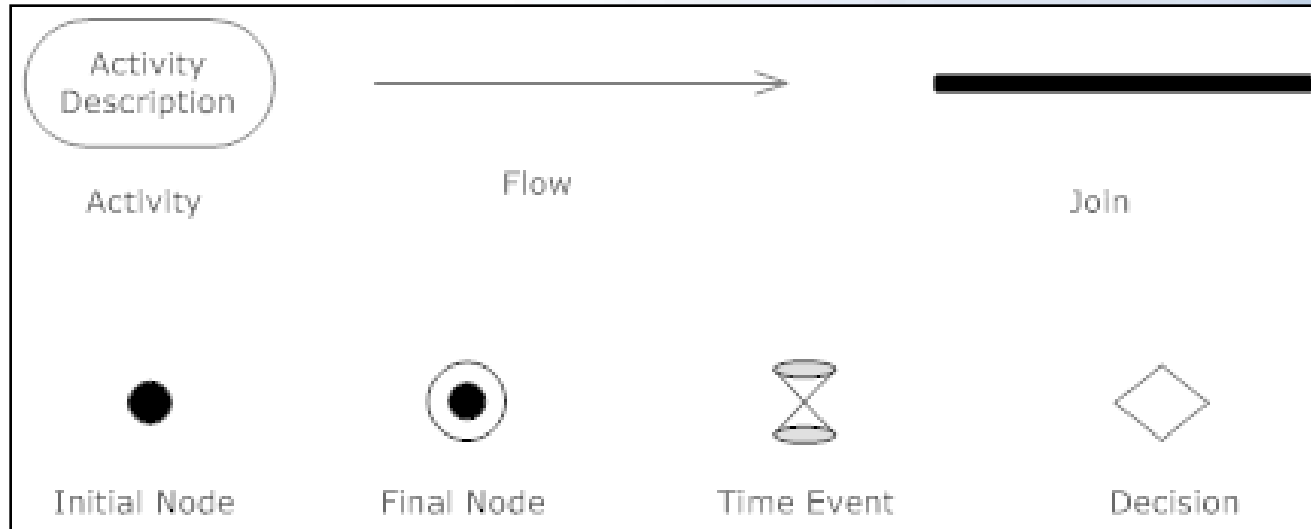 Activity
Description
Activity
Flow
Join
Initial Node
Final Node
Time Event
Decision